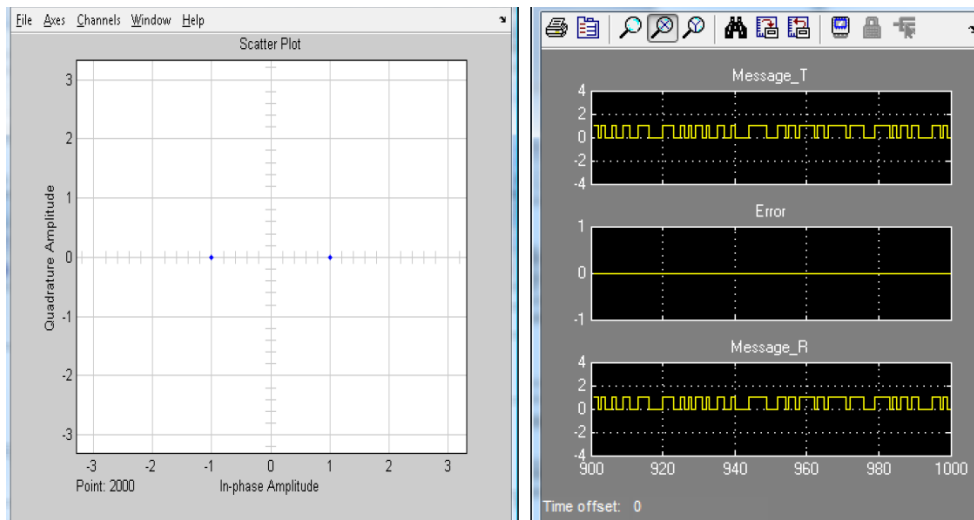 File Axes Channels Window Help
Scatter Plot
3
2
1
0
-1
-2
-3
Quadrature Amplitude
-3 -2 -1 0 1 2 3
Point: 2000 In-phase Amplitude
Message_T
4
2
0
-2
-4
Error
1
0
-1
Message_R
4
2
0
-2
-4
900 920 940 960 980 1000
Time offset: 0